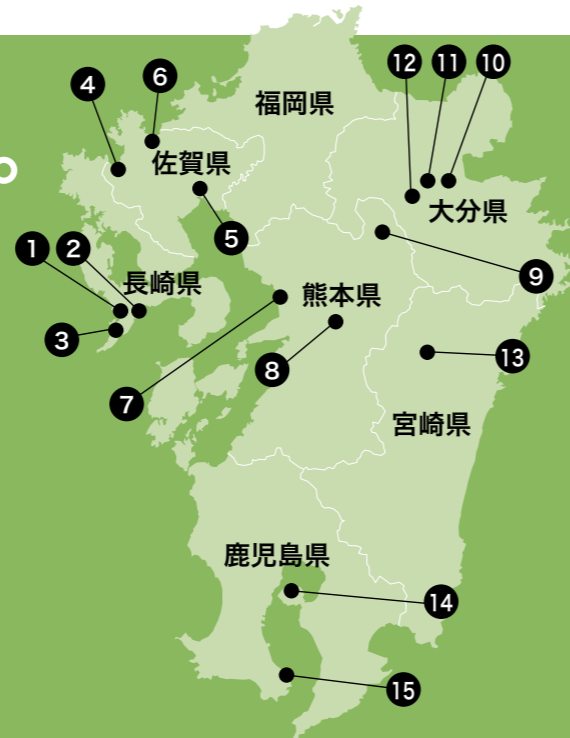 ⑫ ⑪ ⑩
④ ⑥
福岡県
佐賀県
大分県
⑤
① ② 長崎県
⑨
熊本県
③
⑬
⑧
⑦
宮崎県
鹿児島県
⑭
⑮